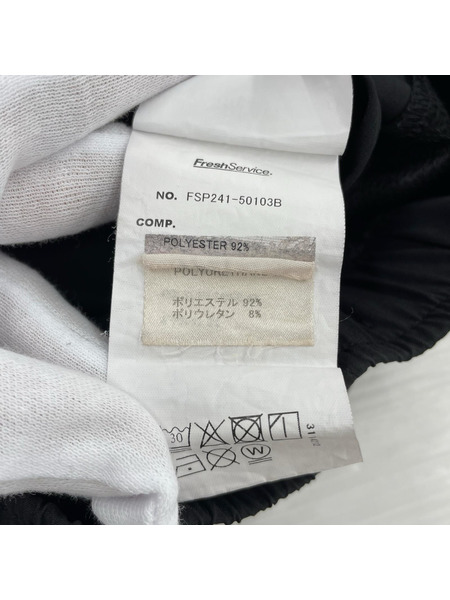 FreshService.
NO. FSP241-50103B
COMP.
POLYESTER 92%
POLYURETHANE
ポリエステル 92%
ポリウレタン 8%
30
W